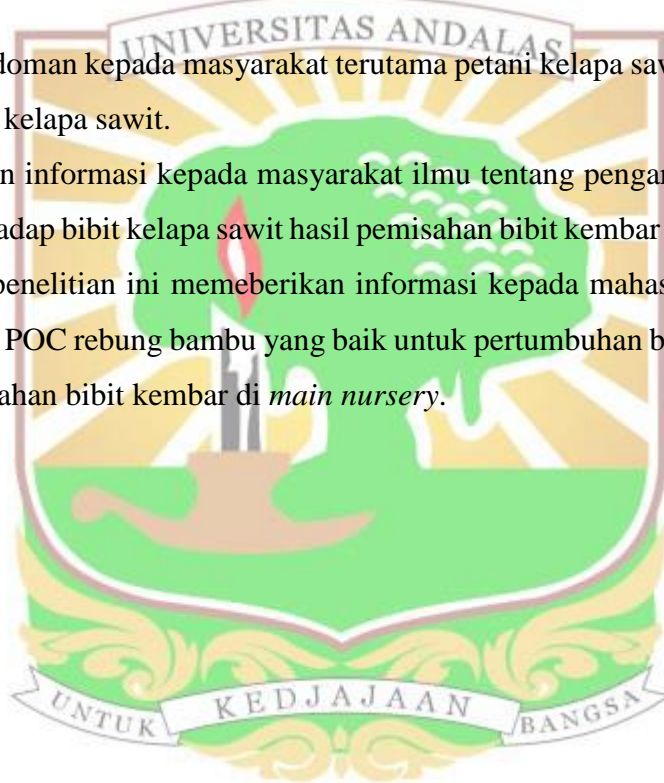 UNIVERSITAS ANDALAS
doman kepada masyarakat terutama petani kelapa saw
kelapa sawit.
n informasi kepada masyarakat ilmu tentang pengar
adap bibit kelapa sawit hasil pemisahan bibit kembar
penelitian ini memeberikan informasi kepada mahas
POC rebung bambu yang baik untuk pertumbuhan b
ahan bibit kembar di main nursery.
UNTUK KEDJAJAAN BANGSA